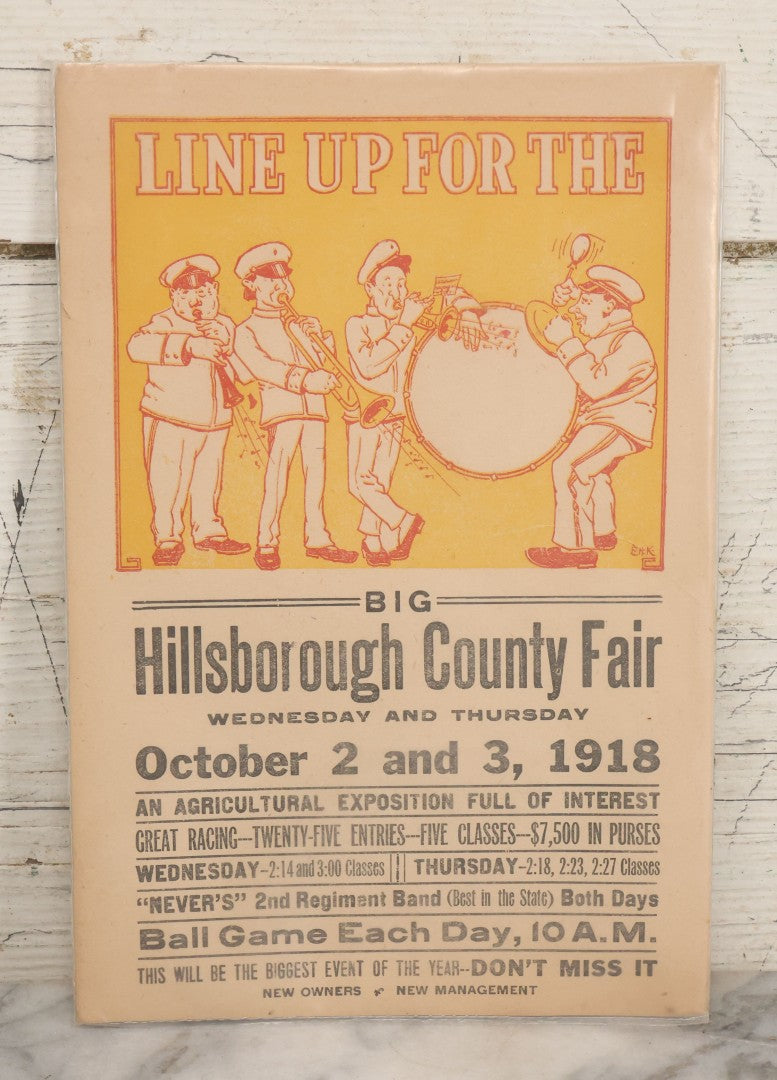 LINE UP FOR THE
E.K.K.
BIG
Hillsborough County Fair
WEDNESDAY AND THURSDAY
October 2 and 3, 1918
AN AGRICULTURAL EXPOSITION FULL OF INTEREST
GREAT RACING---TWENTY-FIVE ENTRIES---FIVE CLASSES---$7,500 IN PURSES
WEDNESDAY--2:14 and 3:00 Classes THURSDAY--2:18, 2:23, 2:27 Classes
"NEVER'S" 2nd Regiment Band (Best in the State) Both Days
Ball Game Each Day, 10 A.M.
THIS WILL BE THE BIGGEST EVENT OF THE YEAR--DON'T MISS IT
NEW OWNERS NEW MANAGEMENT